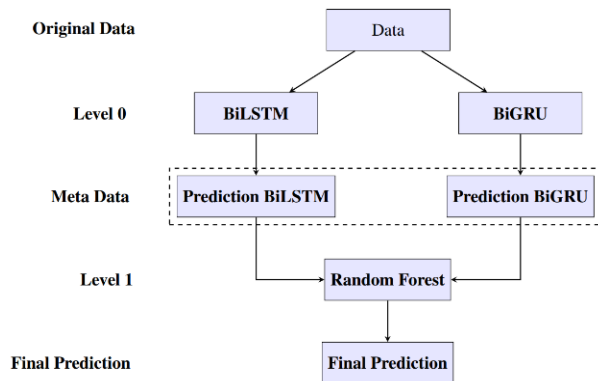 Original Data
Data
Level 0
BiLSTM
BiGRU
Meta Data
Prediction BiLSTM
Prediction BiGRU
Level 1
Random Forest
Final Prediction
Final Prediction